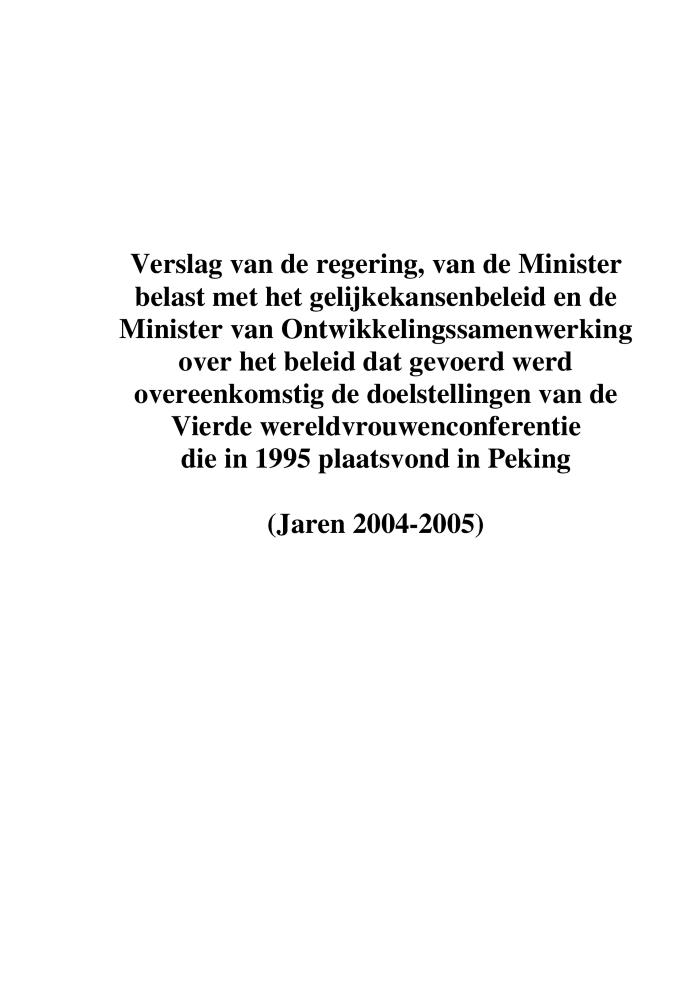 Verslag van de regering, van de Minister
belast met het gelijkekansenbeleid en de
Minister van Ontwikkelingssamenwerking
over het beleid dat gevoerd werd
overeenkomstig de doelstellingen van de
Vierde wereldvrouwenconferentie
die in 1995 plaatsvond in Peking
(Jaren 2004-2005)